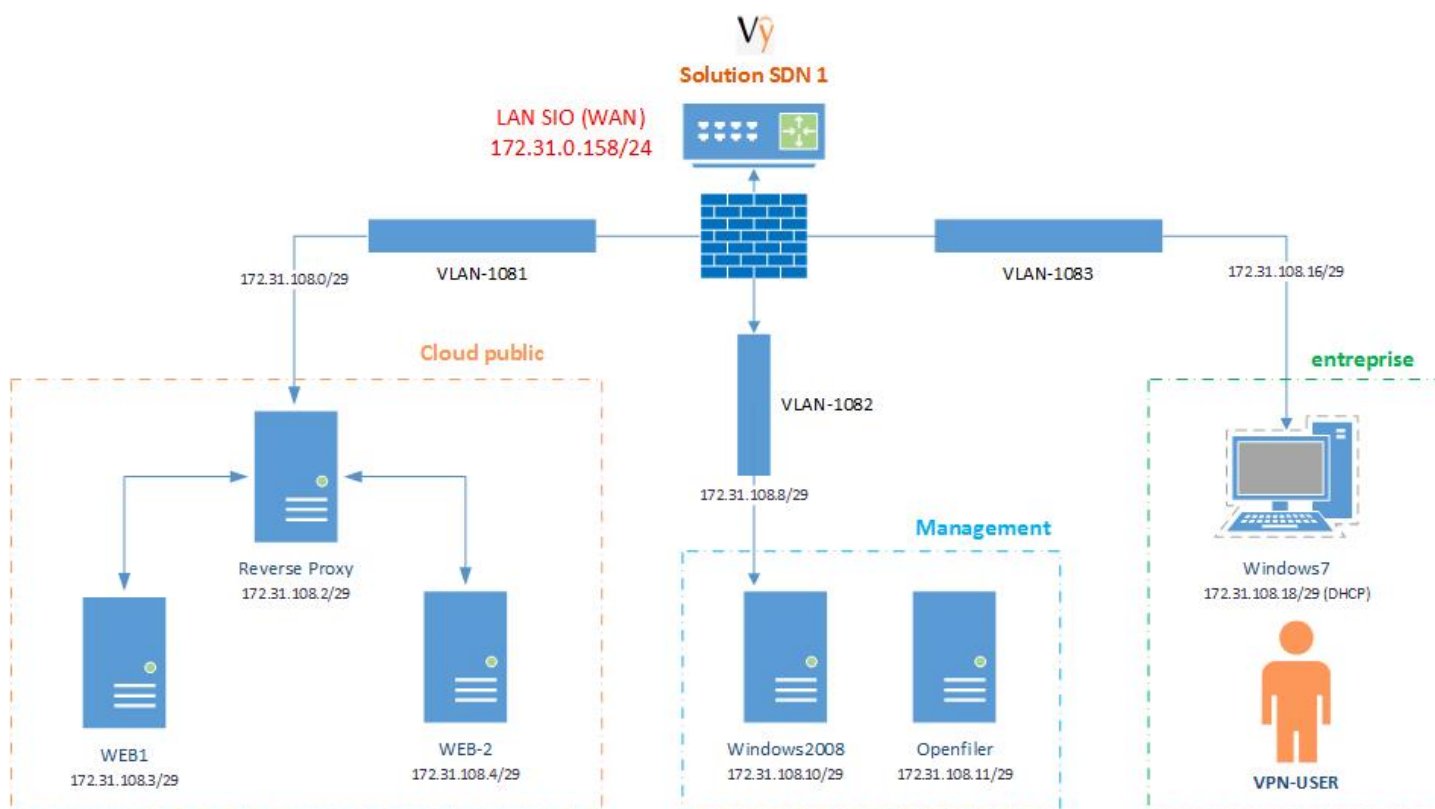 Vy
Solution SDN 1
LAN SIO (WAN)
172.31.0.158/24
VLAN-1081
VLAN-1083
172.31.108.0/29
172.31.108.16/29
Cloud public
entreprise
VLAN-1082
172.31.108.8/29
Management
Reverse Proxy
172.31.108.2/29
Windows7
172.31.108.18/29 (DHCP)
WEB1
172.31.108.3/29
WEB-2
172.31.108.4/29
Windows2008
172.31.108.10/29
Openfiler
172.31.108.11/29
VPN-USER